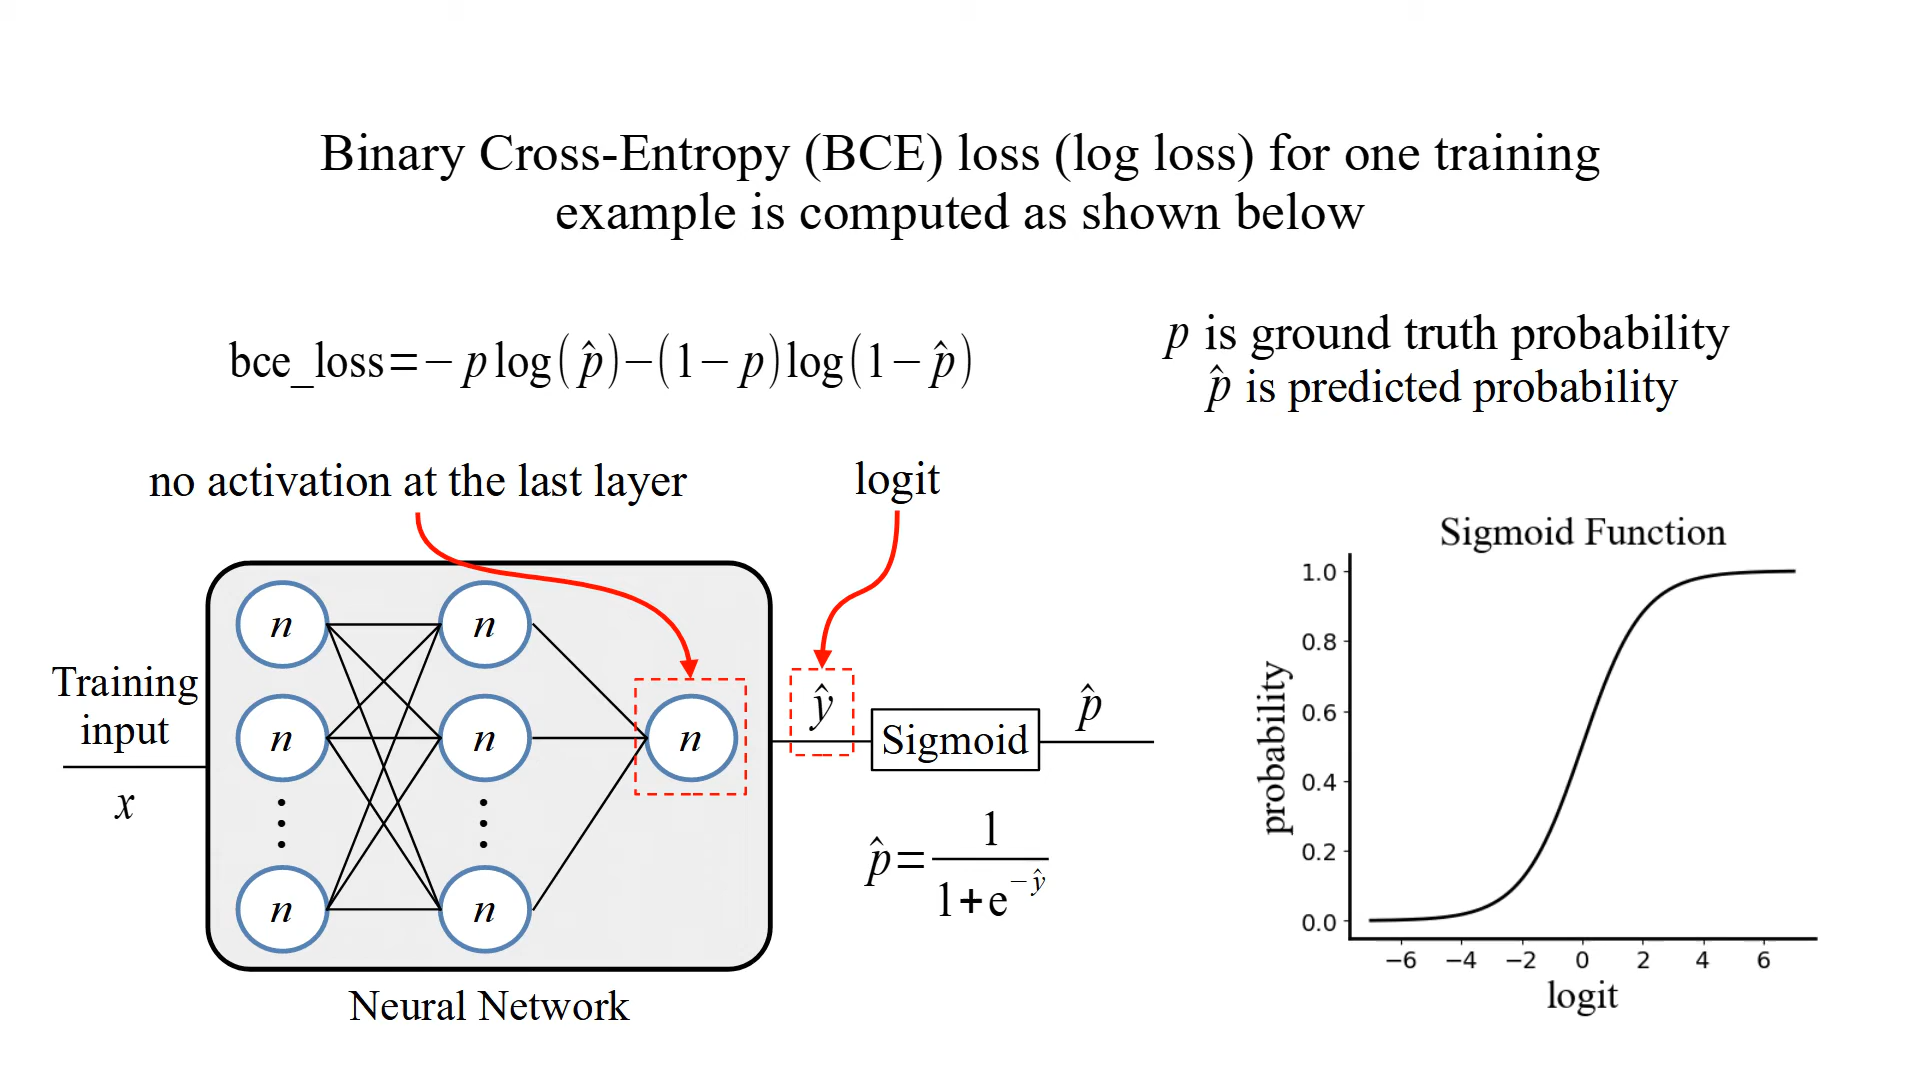 Binary Cross-Entropy (BCE) loss (log loss) for one training
example is computed as shown below
bce_loss=− p log(p̂)−(1− p)log(1− p̂)
p is ground truth probability
p̂ is predicted probability
no activation at the last layer
logit
Training
input
x
n
n
n
n
n
n
n
Neural Network
ŷ
Sigmoid
p̂
p̂=1/(1+e^(−ŷ))
Sigmoid Function
probability
1.0
0.8
0.6
0.4
0.2
0.0
−6 −4 −2 0 2 4 6
logit